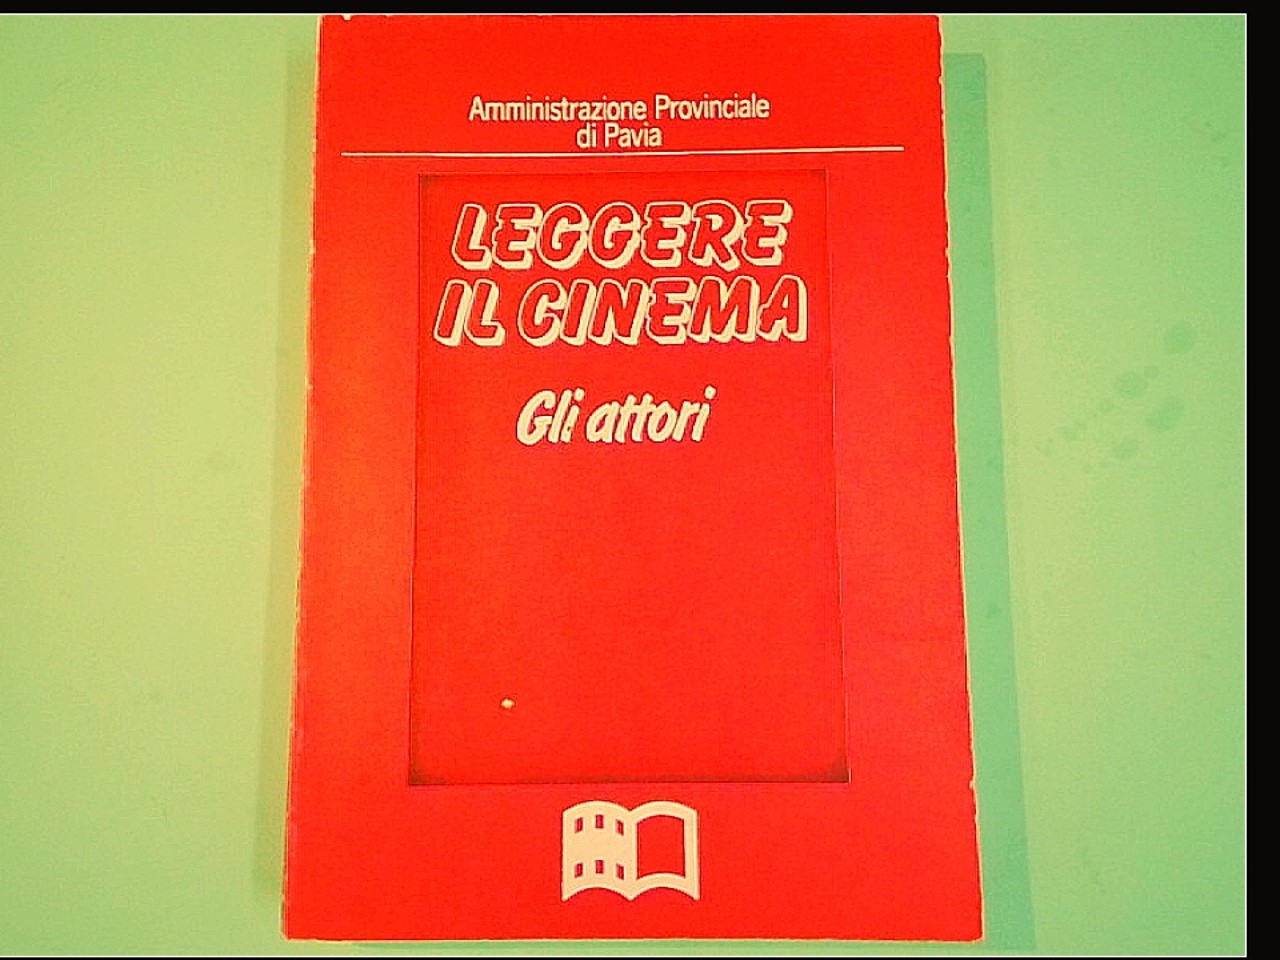 Amministrazione Provinciale
di Pavia
LEGGERE
IL CINEMA
Gli attori